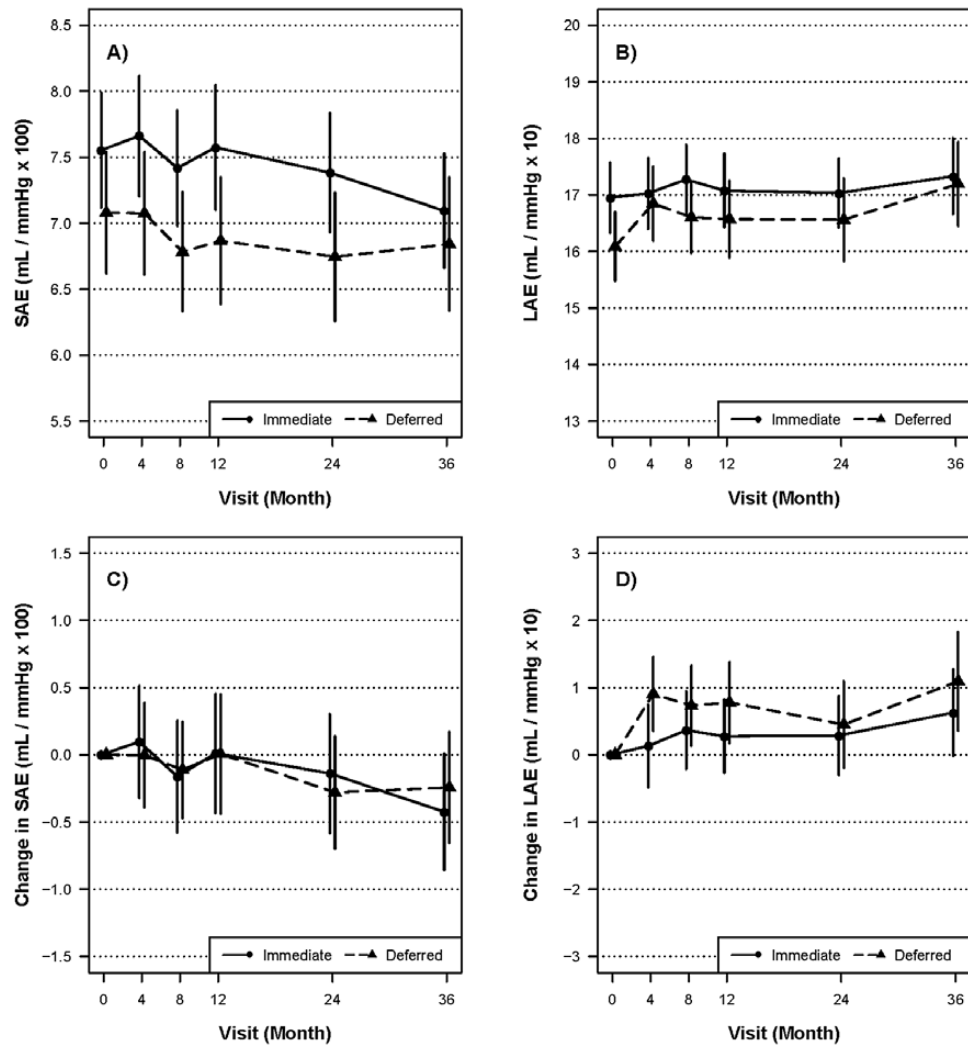 A)
SAE (mL / mmHg x 100)
8.5
8.0
7.5
7.0
6.5
6.0
5.5
Immediate Deferred
0 4 8 12 24 36
Visit (Month)
B)
LAE (mL / mmHg x 10)
20
19
18
17
16
15
14
13
Immediate Deferred
0 4 8 12 24 36
Visit (Month)
C)
Change in SAE (mL / mmHg x 100)
1.5
1.0
0.5
0.0
−0.5
−1.0
−1.5
Immediate Deferred
0 4 8 12 24 36
Visit (Month)
D)
Change in LAE (mL / mmHg x 10)
3
2
1
0
−1
−2
−3
Immediate Deferred
0 4 8 12 24 36
Visit (Month)